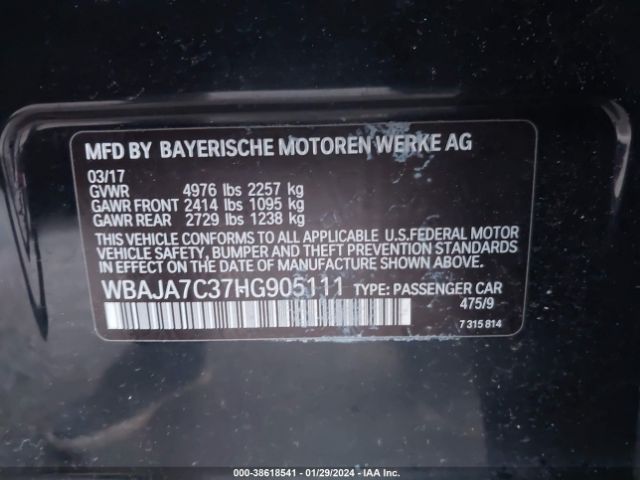 MFD BY BAYERISCHE MOTOREN WERKE AG
03/17
GVWR 4976 lbs 2257 kg
GAWR FRONT 2414 lbs 1095 kg
GAWR REAR 2729 lbs 1238 kg
THIS VEHICLE CONFORMS TO ALL APPLICABLE U.S.FEDERAL MOTOR
VEHICLE SAFETY, BUMPER AND THEFT PREVENTION STANDARDS
IN EFFECT ON THE DATE OF MANUFACTURE SHOWN ABOVE.
WBAJA7C37HG905111 TYPE: PASSENGER CAR
475/9
7 315 814
000-38618541 / 01/29/2024 / IAAI.COM